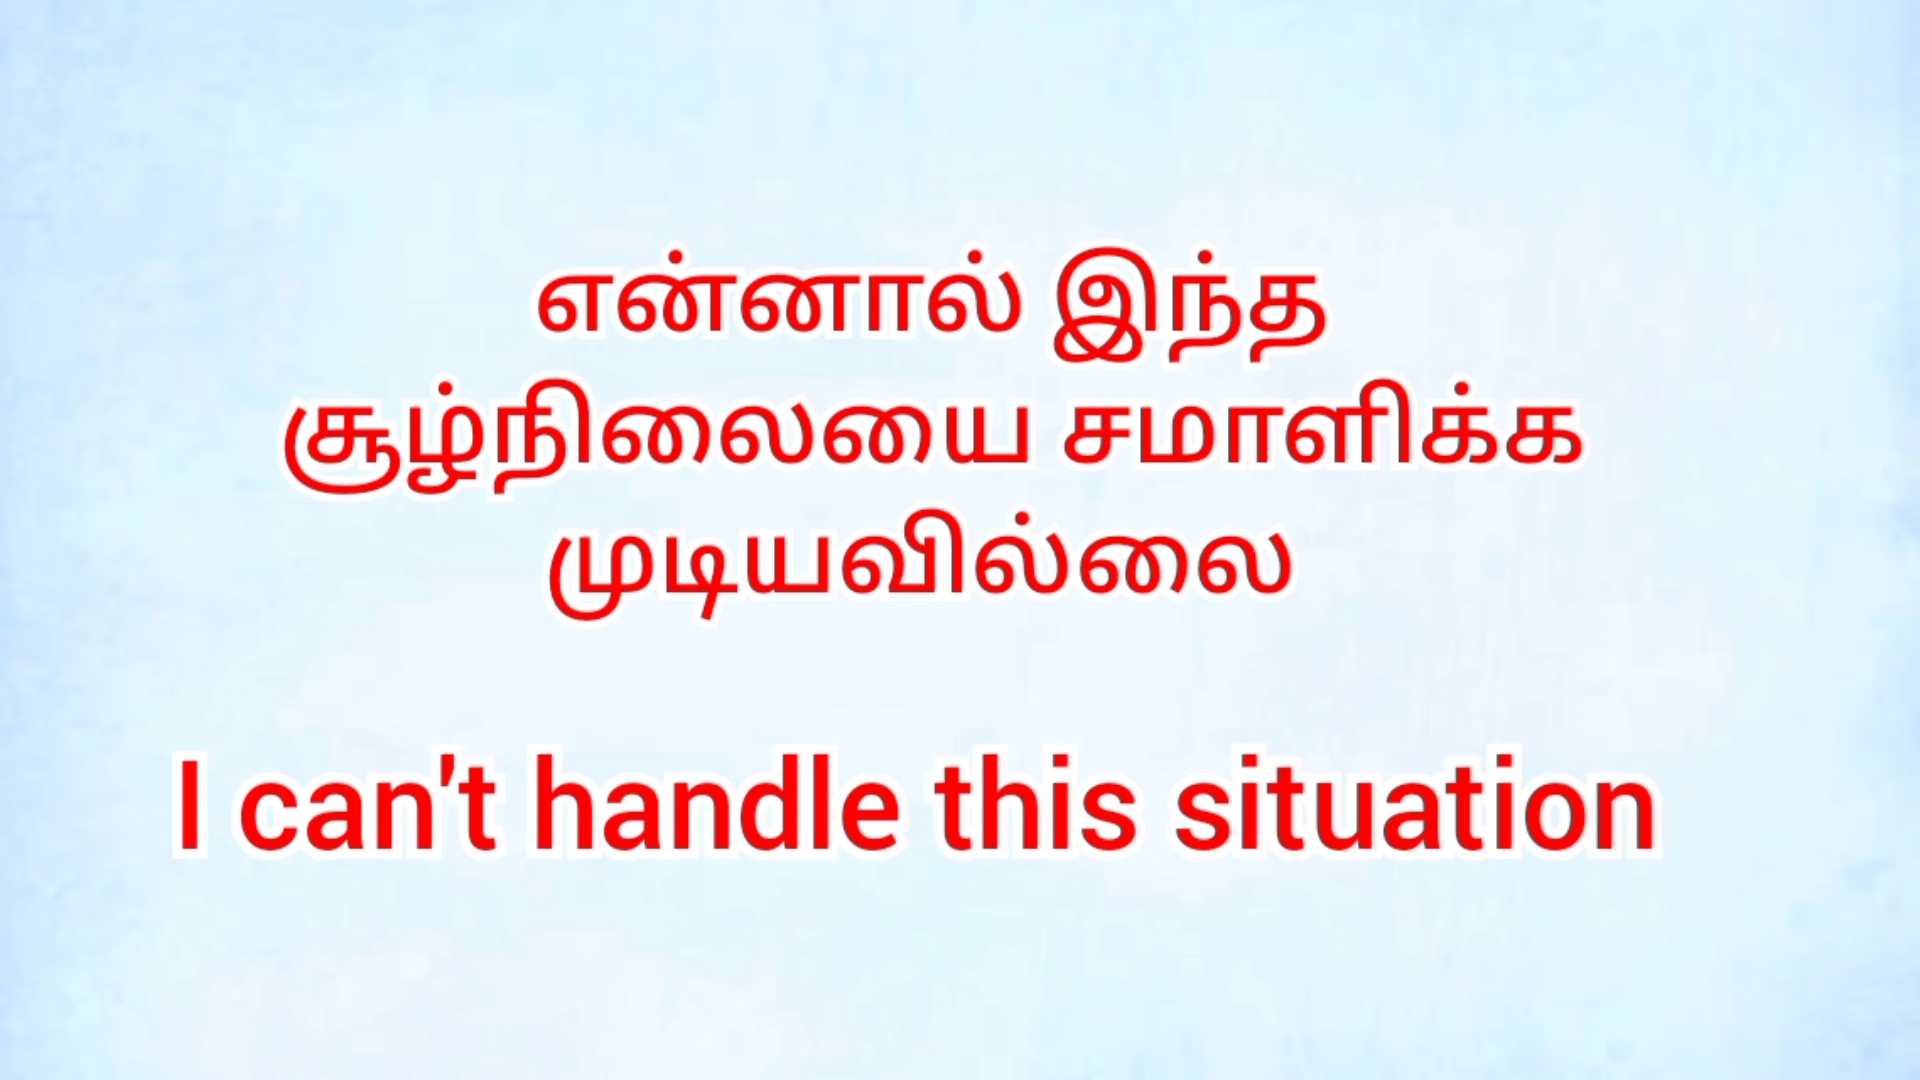 என்னால் இந்த
சூழ்நிலையை சமாளிக்க
முடியவில்லை
I can't handle this situation